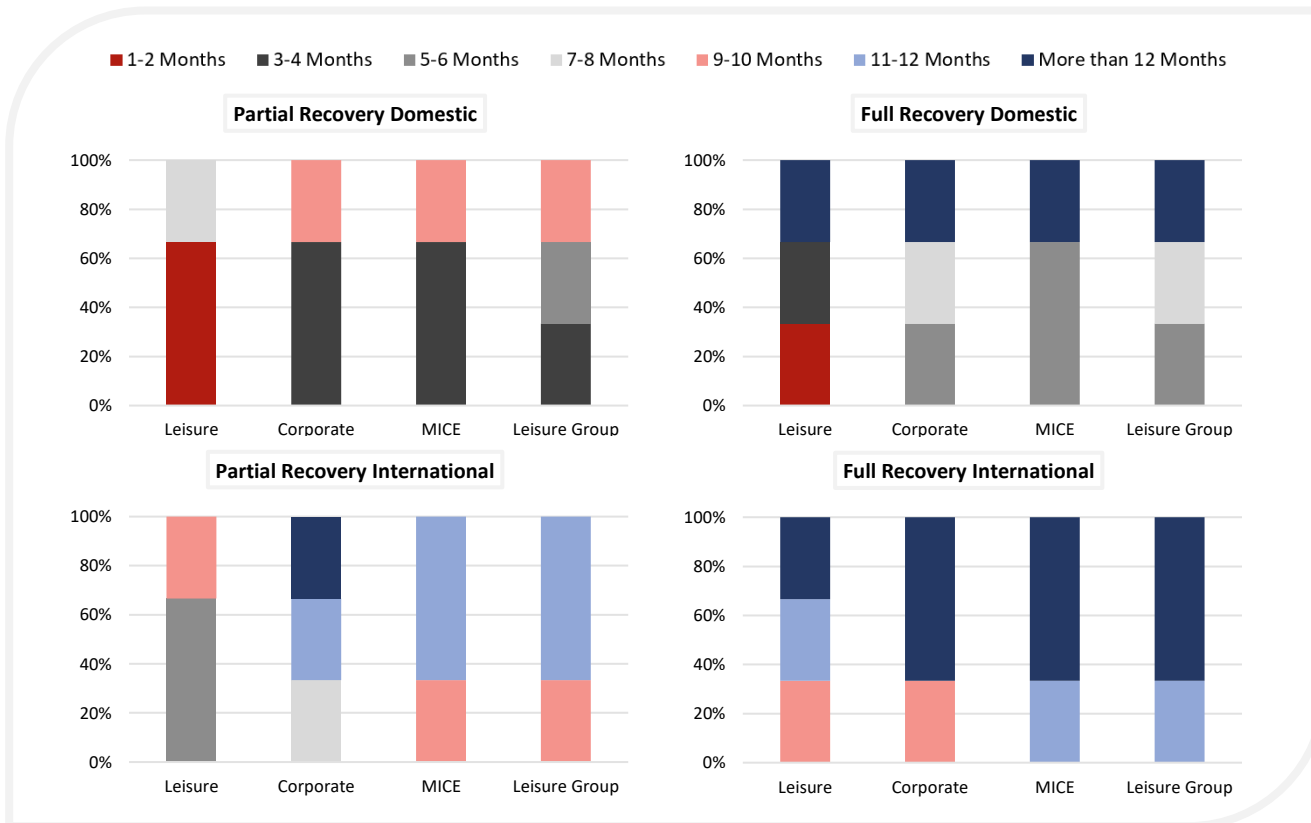 1-2 Months 3-4 Months 5-6 Months 7-8 Months 9-10 Months 11-12 Months More than 12 Months
Partial Recovery Domestic
100%
80%
60%
40%
20%
0%
Leisure Corporate MICE Leisure Group
Full Recovery Domestic
100%
80%
60%
40%
20%
0%
Leisure Corporate MICE Leisure Group
Partial Recovery International
100%
80%
60%
40%
20%
0%
Leisure Corporate MICE Leisure Group
Full Recovery International
100%
80%
60%
40%
20%
0%
Leisure Corporate MICE Leisure Group